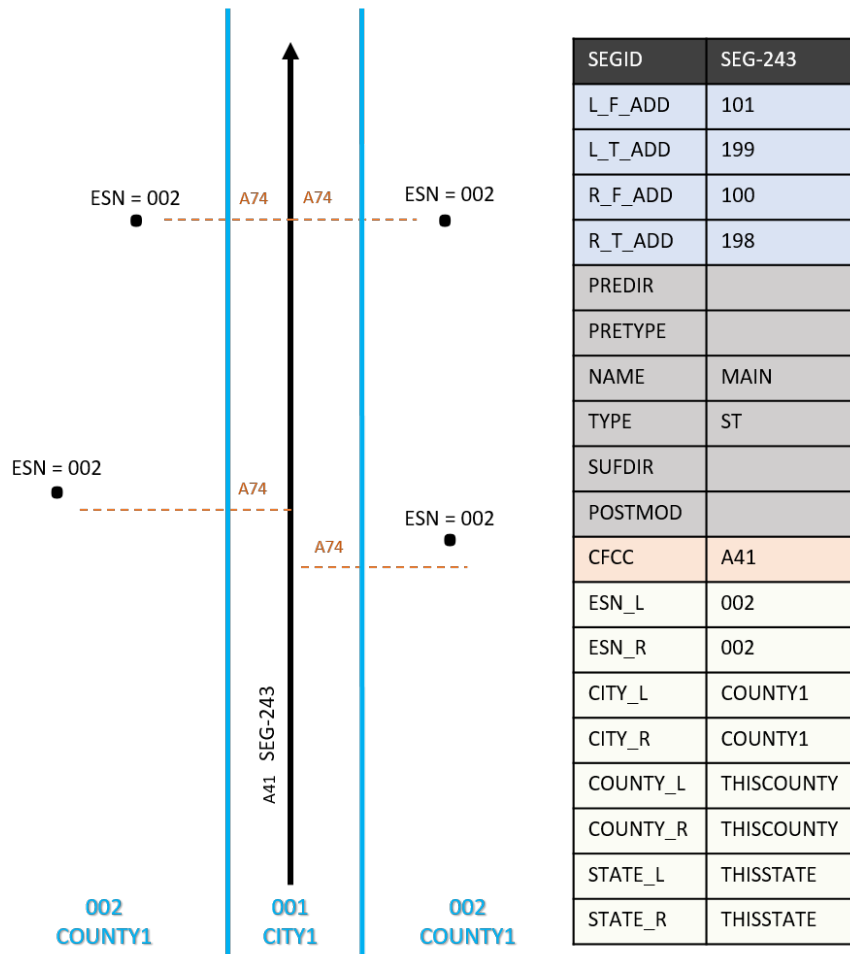 ESN = 002
A74
A74
ESN = 002
ESN = 002
A74
ESN = 002
A74
A41 SEG-243
002
COUNTY1
001
CITY1
002
COUNTY1
SEGID SEG-243
L_F_ADD 101
L_T_ADD 199
R_F_ADD 100
R_T_ADD 198
PREDIR
PRETYPE
NAME MAIN
TYPE ST
SUFDIR
POSTMOD
CFCC A41
ESN_L 002
ESN_R 002
CITY_L COUNTY1
CITY_R COUNTY1
COUNTY_L THISCOUNTY
COUNTY_R THISCOUNTY
STATE_L THISSTATE
STATE_R THISSTATE